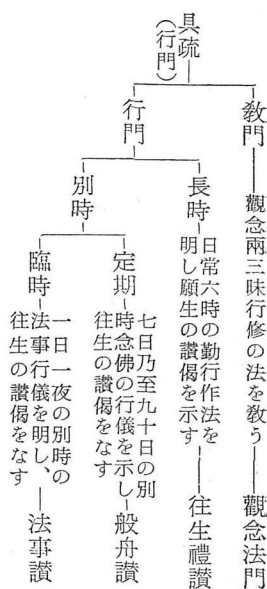 具疏
(行門)
敎門
觀念兩三昧行修の法を敎う
觀念法門
行門
長時
日常六時の勤行作法を
明し願生の讃偈を示す
往生禮讃
別時
定期
七日乃至九十日の別
時念佛の行儀を示し
往生の讃偈をなす
般舟讃
臨時
一日一夜の別時の
法事行儀を明し、
往生の讃偈をなす
法事讃